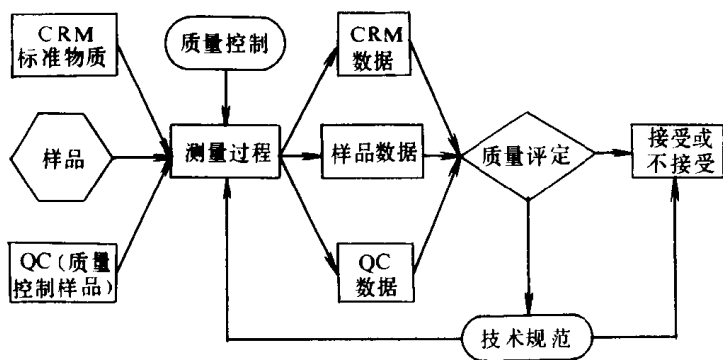 CRM
标准物质
质量控制
CRM
数据
样品
测量过程
样品数据
质量评定
接受或
不接受
QC(质量
控制样品)
QC
数据
技术规范